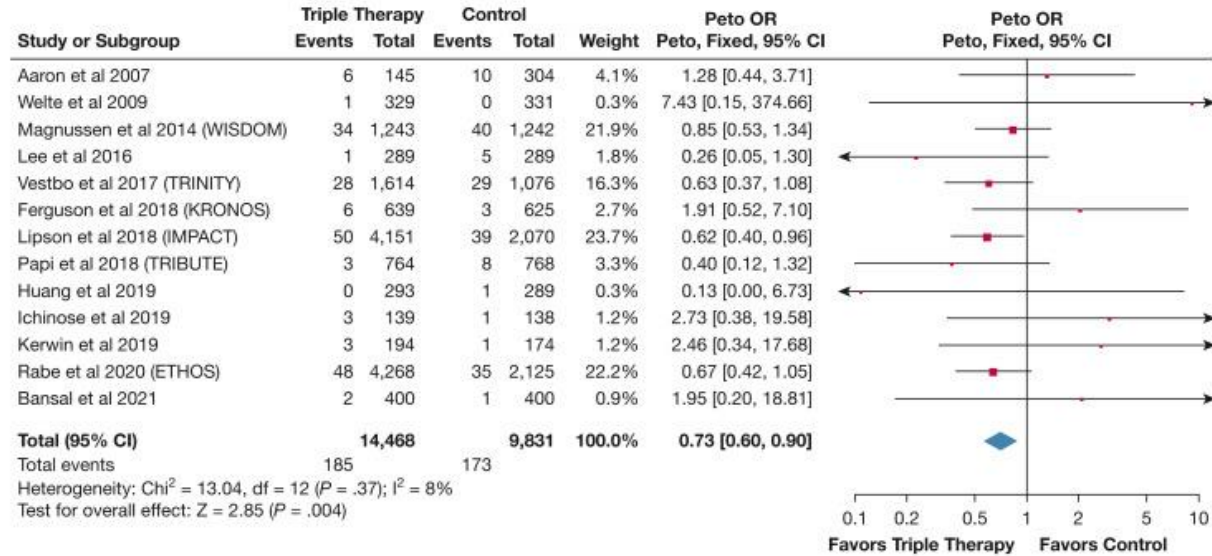 Triple Therapy Control Peto OR Peto OR
Study or Subgroup Events Total Events Total Weight Peto, Fixed, 95% CI Peto, Fixed, 95% CI
Aaron et al 2007 6 145 10 304 4.1% 1.28 [0.44, 3.71]
Welte et al 2009 1 329 0 331 0.3% 7.43 [0.15, 374.66]
Magnussen et al 2014 (WISDOM) 34 1,243 40 1,242 21.9% 0.85 [0.53, 1.34]
Lee et al 2016 1 289 5 289 1.8% 0.26 [0.05, 1.30]
Vestbo et al 2017 (TRINITY) 28 1,614 29 1,076 16.3% 0.63 [0.37, 1.08]
Ferguson et al 2018 (KRONOS) 6 639 3 625 2.7% 1.91 [0.52, 7.10]
Lipson et al 2018 (IMPACT) 50 4,151 39 2,070 23.7% 0.62 [0.40, 0.96]
Papi et al 2018 (TRIBUTE) 3 764 8 768 3.3% 0.40 [0.12, 1.32]
Huang et al 2019 0 293 1 289 0.3% 0.13 [0.00, 6.73]
Ichinose et al 2019 3 139 1 138 1.2% 2.73 [0.38, 19.58]
Kerwin et al 2019 3 194 1 174 1.2% 2.46 [0.34, 17.68]
Rabe et al 2020 (ETHOS) 48 4,268 35 2,125 22.2% 0.67 [0.42, 1.05]
Bansal et al 2021 2 400 1 400 0.9% 1.95 [0.20, 18.81]
Total (95% CI) 14,468 9,831 100.0% 0.73 [0.60, 0.90]
Total events 185 173
Heterogeneity: Chi² = 13.04, df = 12 (P = .37); I² = 8%
Test for overall effect: Z = 2.85 (P = .004)
0.1 0.2 0.5 1 2 5 10
Favors Triple Therapy Favors Control